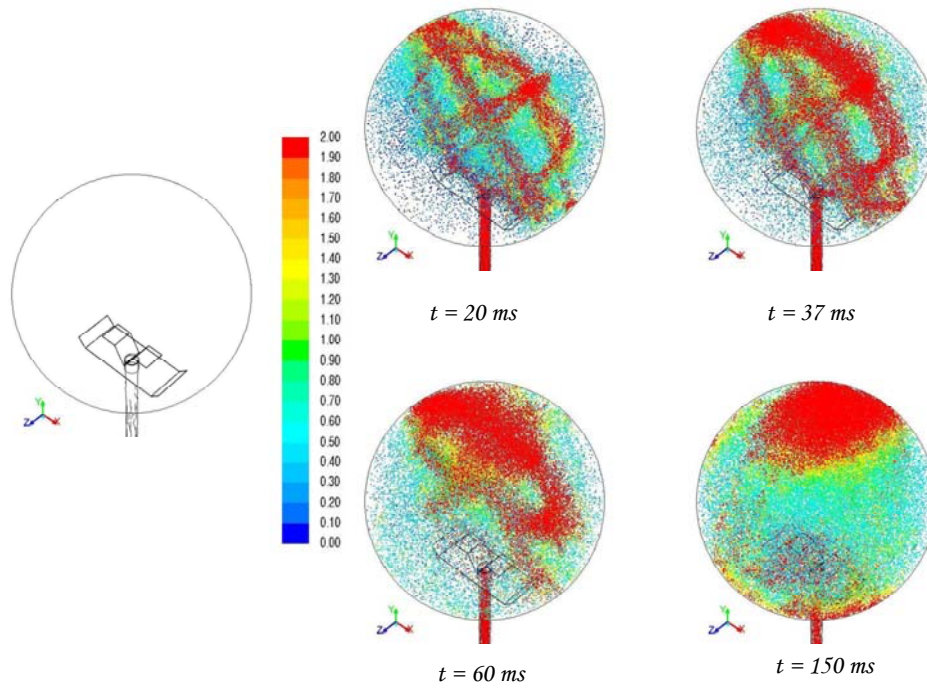 2.00
1.90
1.80
1.70
1.60
1.50
1.40
1.30
1.20
1.10
1.00
0.90
0.80
0.70
0.60
0.50
0.40
0.30
0.20
0.10
0.00
Y
Z
X
Y
Z
X
t = 20 ms
Y
Z
X
t = 37 ms
Y
Z
X
t = 60 ms
Y
Z
X
t = 150 ms